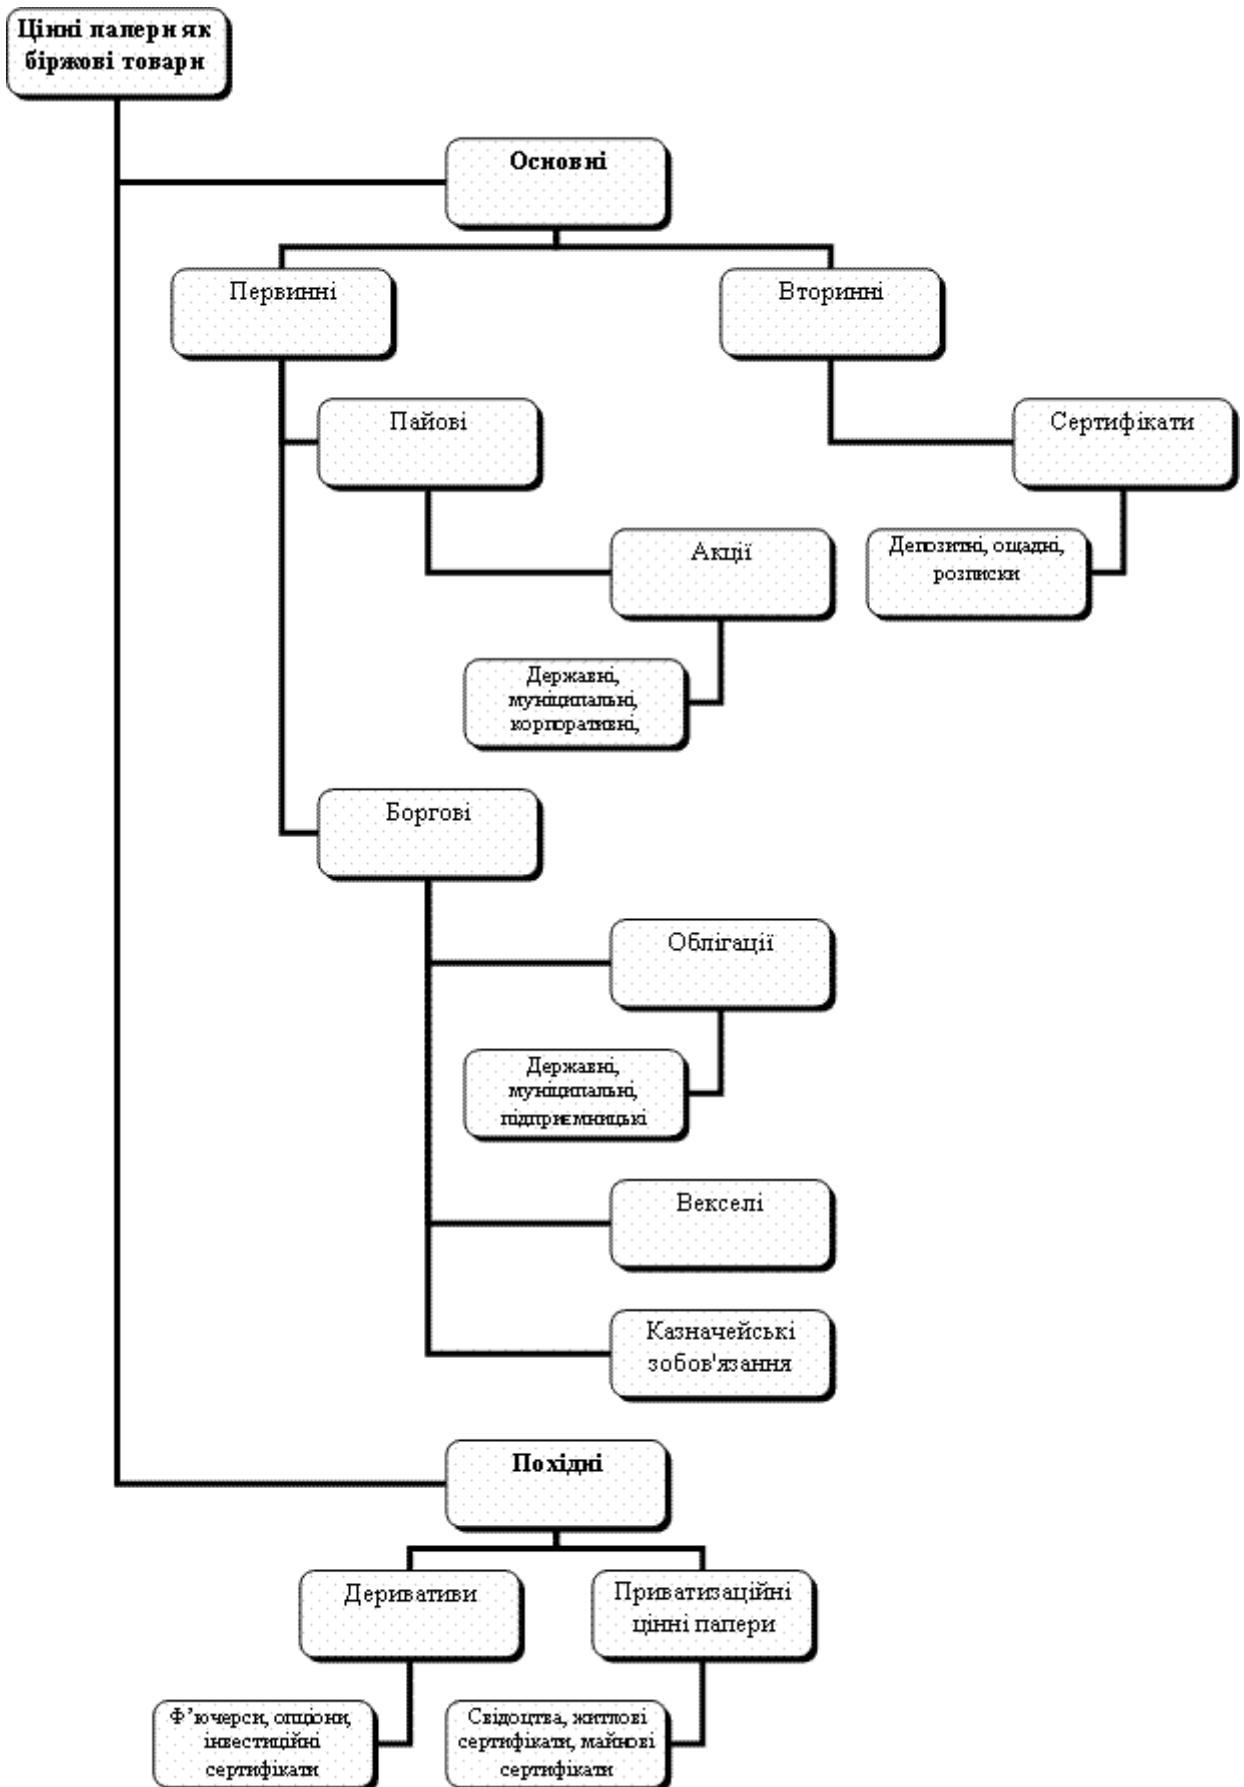 Цінні папери як
біржові товари
Основні
Первинні
Вторинні
Пайові
Сертифікати
Акції
Депозитні, ощадні,
розписки
Державні,
муніципальні,
корпоративні,
Боргові
Облігації
Державні,
муніципальні,
підприємницькі
Векселі
Казначейські
зобов'язання
Похідні
Деривативи
Приватизаційні
цінні папери
Ф’ючерси, опціони,
інвестиційні
сертифікати
Свідоцтва, житлові
сертифікати, майнові
сертифікати